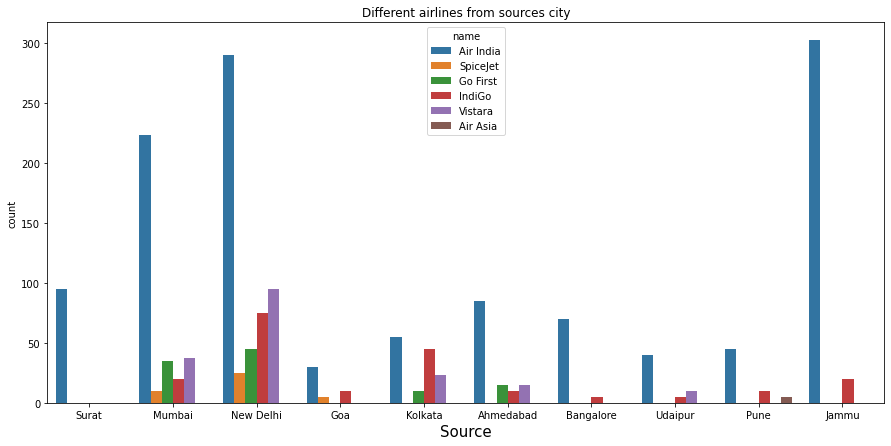 Different airlines from sources city
name
Air India
SpiceJet
Go First
IndiGo
Vistara
Air Asia
300
250
200
150
100
50
0
count
Surat Mumbai New Delhi Goa Kolkata Ahmedabad Bangalore Udaipur Pune Jammu
Source